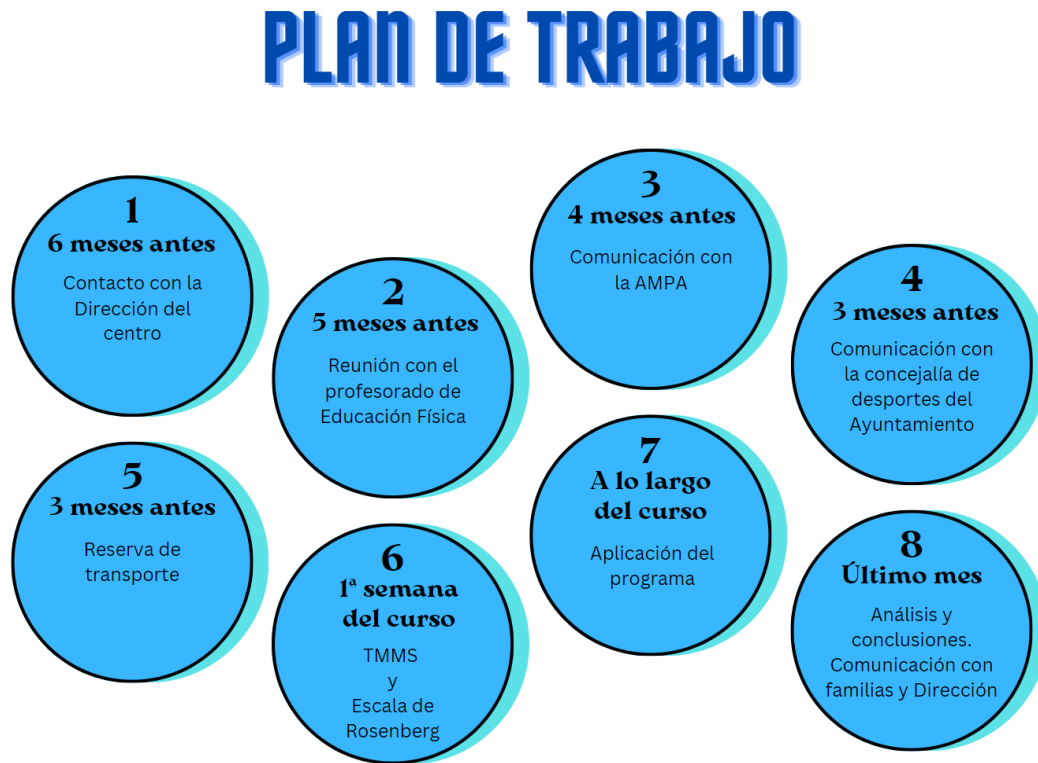 PLAN DE TRABAJO
1
6 meses antes
Contacto con la
Dirección del
centro
2
5 meses antes
Reunión con el
profesorado de
Educación Física
3
4 meses antes
Comunicación con
la AMPA
4
3 meses antes
Comunicación con
la concejalía de
desportes del
Ayuntamiento
5
3 meses antes
Reserva de
transporte
6
1ª semana
del curso
TMMS
y
Escala de
Rosenberg
7
A lo largo
del curso
Aplicación del
programa
8
Último mes
Análisis y
conclusiones.
Comunicación con
familias y Dirección